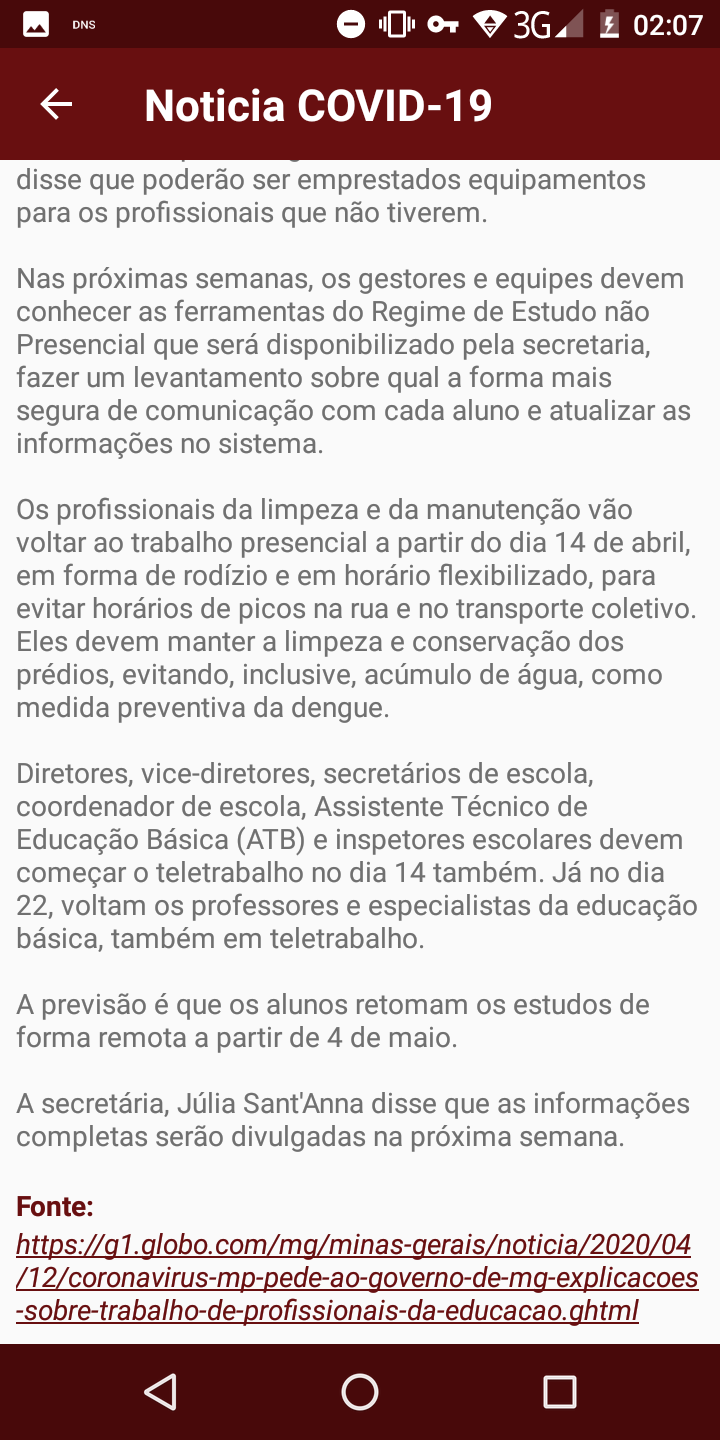 DNS
3G
02:07
Noticia COVID-19
disse que poderão ser emprestados equipamentos
para os profissionais que não tiverem.
Nas próximas semanas, os gestores e equipes devem
conhecer as ferramentas do Regime de Estudo não
Presencial que será disponibilizado pela secretaria,
fazer um levantamento sobre qual a forma mais
segura de comunicação com cada aluno e atualizar as
informações no sistema.
Os profissionais da limpeza e da manutenção vão
voltar ao trabalho presencial a partir do dia 14 de abril,
em forma de rodízio e em horário flexibilizado, para
evitar horários de picos na rua e no transporte coletivo.
Eles devem manter a limpeza e conservação dos
prédios, evitando, inclusive, acúmulo de água, como
medida preventiva da dengue.
Diretores, vice-diretores, secretários de escola,
coordenador de escola, Assistente Técnico de
Educação Básica (ATB) e inspetores escolares devem
começar o teletrabalho no dia 14 também. Já no dia
22, voltam os professores e especialistas da educação
básica, também em teletrabalho.
A previsão é que os alunos retomam os estudos de
forma remota a partir de 4 de maio.
A secretária, Júlia Sant'Anna disse que as informações
completas serão divulgadas na próxima semana.
Fonte:
https://g1.globo.com/mg/minas-gerais/noticia/2020/04
/12/coronavirus-mp-pede-ao-governo-de-mg-explicacoes
-sobre-trabalho-de-profissionais-da-educacao.ghtml